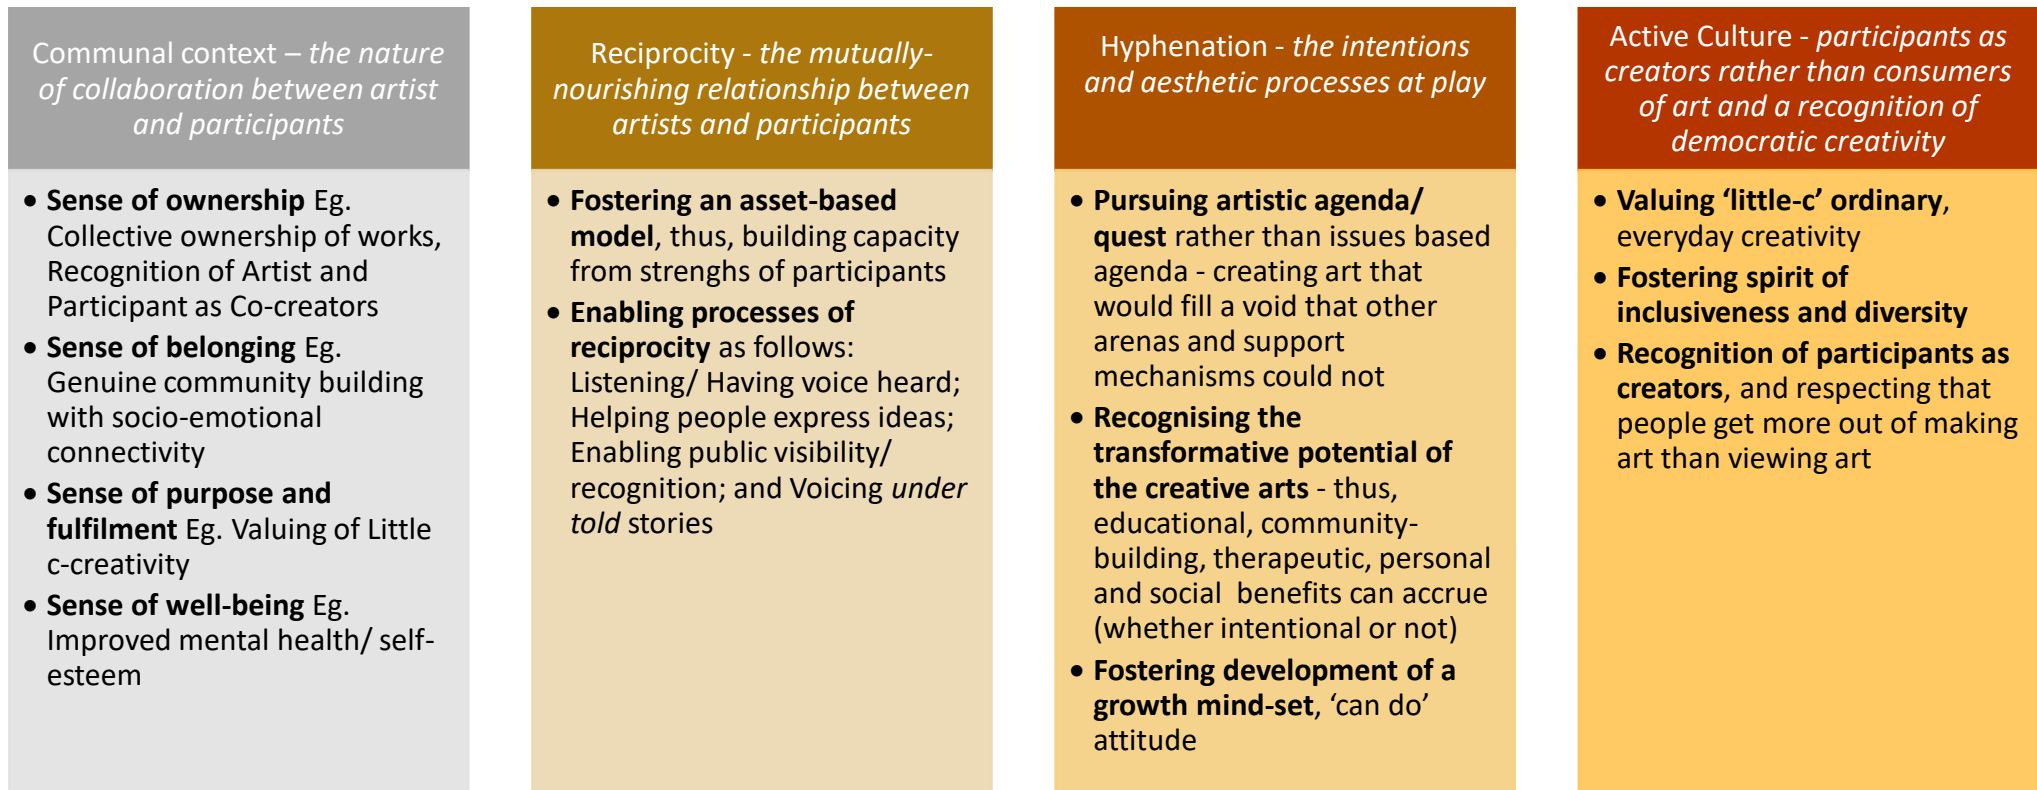 Communal context – the nature
of collaboration between artist
and participants
• Sense of ownership Eg.
Collective ownership of works,
Recognition of Artist and
Participant as Co-creators
• Sense of belonging Eg.
Genuine community building
with socio-emotional
connectivity
• Sense of purpose and
fulfilment Eg. Valuing of Little
c-creativity
• Sense of well-being Eg.
Improved mental health/ self-
esteem
Reciprocity - the mutually-
nourishing relationship between
artists and participants
• Fostering an asset-based
model, thus, building capacity
from strenghs of participants
• Enabling processes of
reciprocity as follows:
Listening/ Having voice heard;
Helping people express ideas;
Enabling public visibility/
recognition; and Voicing under
told stories
Hyphenation - the intentions
and aesthetic processes at play
• Pursuing artistic agenda/
quest rather than issues based
agenda - creating art that
would fill a void that other
arenas and support
mechanisms could not
• Recognising the
transformative potential of
the creative arts - thus,
educational, community-
building, therapeutic, personal
and social benefits can accrue
(whether intentional or not)
• Fostering development of a
growth mind-set, ‘can do’
attitude
Active Culture - participants as
creators rather than consumers
of art and a recognition of
democratic creativity
• Valuing ‘little-c’ ordinary,
everyday creativity
• Fostering spirit of
inclusiveness and diversity
• Recognition of participants as
creators, and respecting that
people get more out of making
art than viewing art